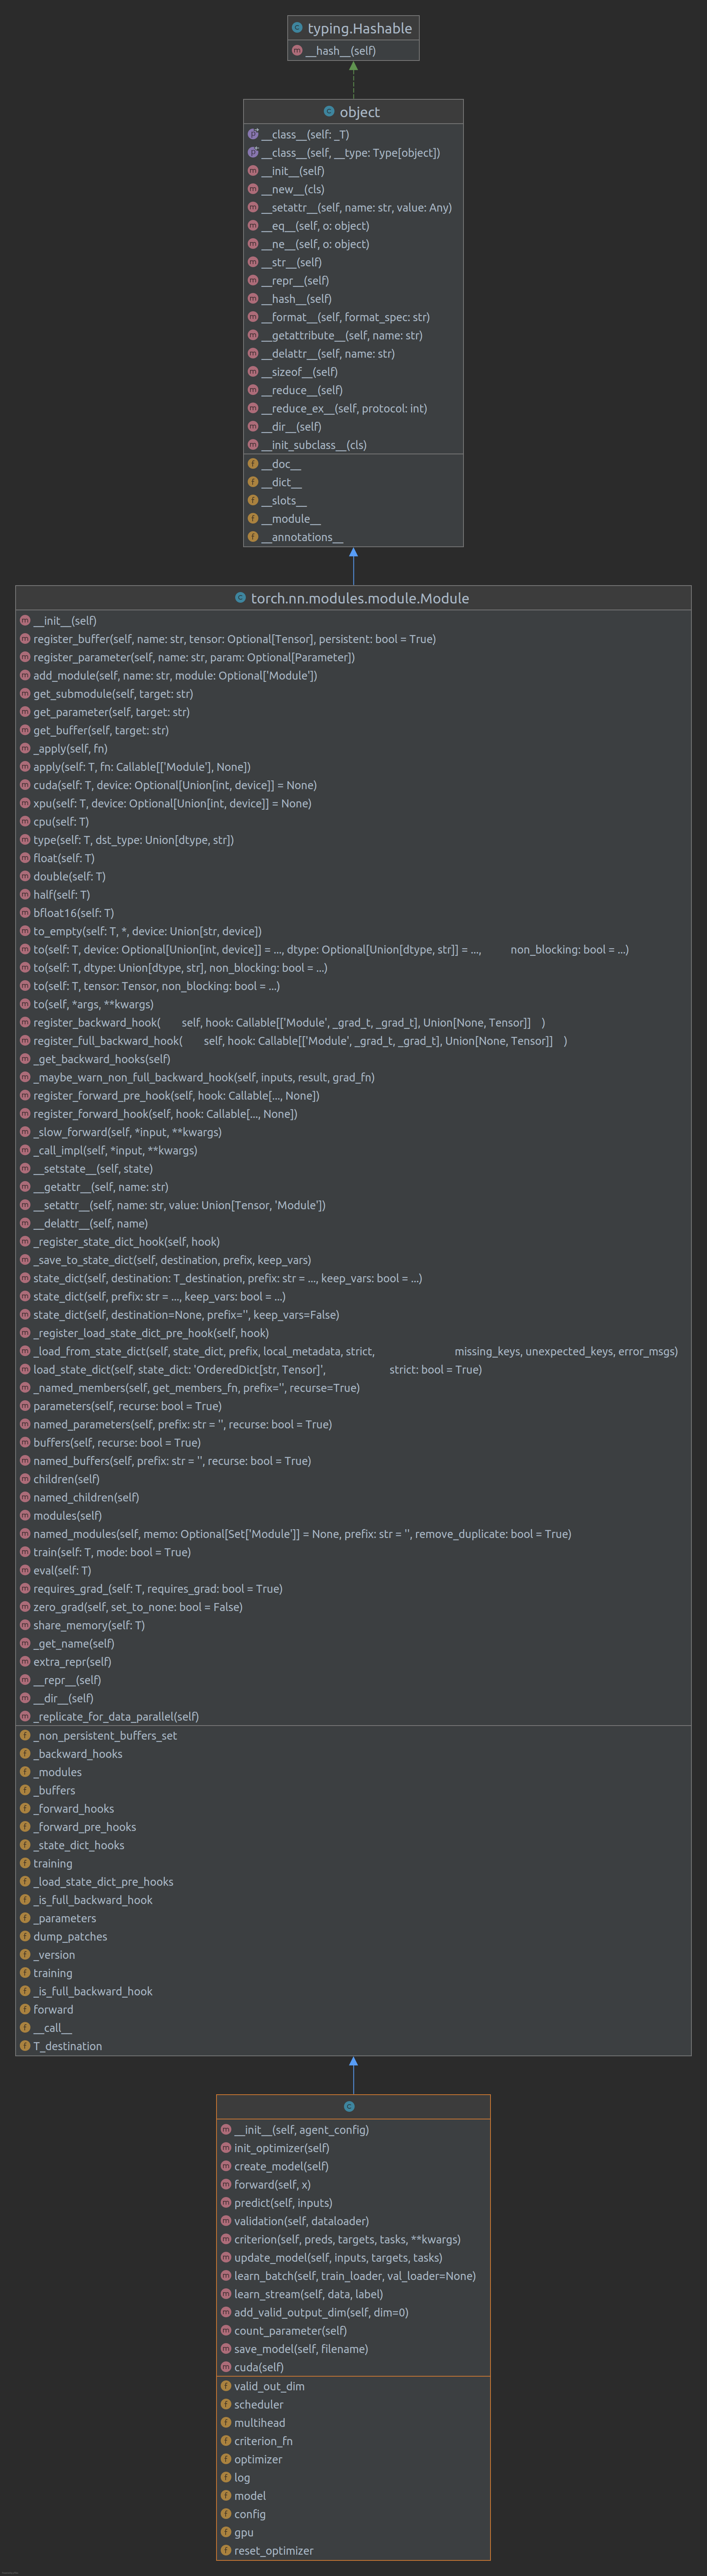 typing.Hashable
__hash__(self)
object
__class__(self: _T)
__class__(self, __type: Type[object])
__init__(self)
__new__(cls)
__setattr__(self, name: str, value: Any)
__eq__(self, o: object)
__ne__(self, o: object)
__str__(self)
__repr__(self)
__hash__(self)
__format__(self, format_spec: str)
__getattribute__(self, name: str)
__delattr__(self, name: str)
__sizeof__(self)
__reduce__(self)
__reduce_ex__(self, protocol: int)
__dir__(self)
__init_subclass__(cls)
__doc__
__dict__
__slots__
__module__
__annotations__
torch.nn.modules.module.Module
__init__(self)
register_buffer(self, name: str, tensor: Optional[Tensor], persistent: bool = True)
register_parameter(self, name: str, param: Optional[Parameter])
add_module(self, name: str, module: Optional['Module'])
get_submodule(self, target: str)
get_parameter(self, target: str)
get_buffer(self, target: str)
_apply(self, fn)
apply(self: T, fn: Callable[['Module'], None])
cuda(self: T, device: Optional[Union[int, device]] = None)
xpu(self: T, device: Optional[Union[int, device]] = None)
cpu(self: T)
type(self: T, dst_type: Union[dtype, str])
float(self: T)
double(self: T)
half(self: T)
bfloat16(self: T)
to_empty(self: T, *, device: Union[str, device])
to(self: T, device: Optional[Union[int, device]] = ..., dtype: Optional[Union[dtype, str]] = ..., non_blocking: bool = ...)
to(self: T, dtype: Union[dtype, str], non_blocking: bool = ...)
to(self: T, tensor: Tensor, non_blocking: bool = ...)
to(self, *args, **kwargs)
register_backward_hook( self, hook: Callable[['Module', _grad_t, _grad_t], Union[None, Tensor]] )
register_full_backward_hook( self, hook: Callable[['Module', _grad_t, _grad_t], Union[None, Tensor]] )
_get_backward_hooks(self)
_maybe_warn_non_full_backward_hook(self, inputs, result, grad_fn)
register_forward_pre_hook(self, hook: Callable[..., None])
register_forward_hook(self, hook: Callable[..., None])
_slow_forward(self, *input, **kwargs)
_call_impl(self, *input, **kwargs)
__setstate__(self, state)
__getattr__(self, name: str)
__setattr__(self, name: str, value: Union[Tensor, 'Module'])
__delattr__(self, name)
_register_state_dict_hook(self, hook)
_save_to_state_dict(self, destination, prefix, keep_vars)
state_dict(self, destination: T_destination, prefix: str = ..., keep_vars: bool = ...)
state_dict(self, prefix: str = ..., keep_vars: bool = ...)
state_dict(self, destination=None, prefix='', keep_vars=False)
_register_load_state_dict_pre_hook(self, hook)
_load_from_state_dict(self, state_dict, prefix, local_metadata, strict, missing_keys, unexpected_keys, error_msgs)
load_state_dict(self, state_dict: 'OrderedDict[str, Tensor]', strict: bool = True)
_named_members(self, get_members_fn, prefix='', recurse=True)
parameters(self, recurse: bool = True)
named_parameters(self, prefix: str = '', recurse: bool = True)
buffers(self, recurse: bool = True)
named_buffers(self, prefix: str = '', recurse: bool = True)
children(self)
named_children(self)
modules(self)
named_modules(self, memo: Optional[Set['Module']] = None, prefix: str = '', remove_duplicate: bool = True)
train(self: T, mode: bool = True)
eval(self: T)
requires_grad_(self: T, requires_grad: bool = True)
zero_grad(self, set_to_none: bool = False)
share_memory(self: T)
_get_name(self)
extra_repr(self)
__repr__(self)
__dir__(self)
_replicate_for_data_parallel(self)
_non_persistent_buffers_set
_backward_hooks
_modules
_buffers
_forward_hooks
_forward_pre_hooks
_state_dict_hooks
training
_load_state_dict_pre_hooks
_is_full_backward_hook
_parameters
dump_patches
_version
training
_is_full_backward_hook
forward
__call__
T_destination
__init__(self, agent_config)
init_optimizer(self)
create_model(self)
forward(self, x)
predict(self, inputs)
validation(self, dataloader)
criterion(self, preds, targets, tasks, **kwargs)
update_model(self, inputs, targets, tasks)
learn_batch(self, train_loader, val_loader=None)
learn_stream(self, data, label)
add_valid_output_dim(self, dim=0)
count_parameter(self)
save_model(self, filename)
cuda(self)
valid_out_dim
scheduler
multihead
criterion_fn
optimizer
log
model
config
gpu
reset_optimizer